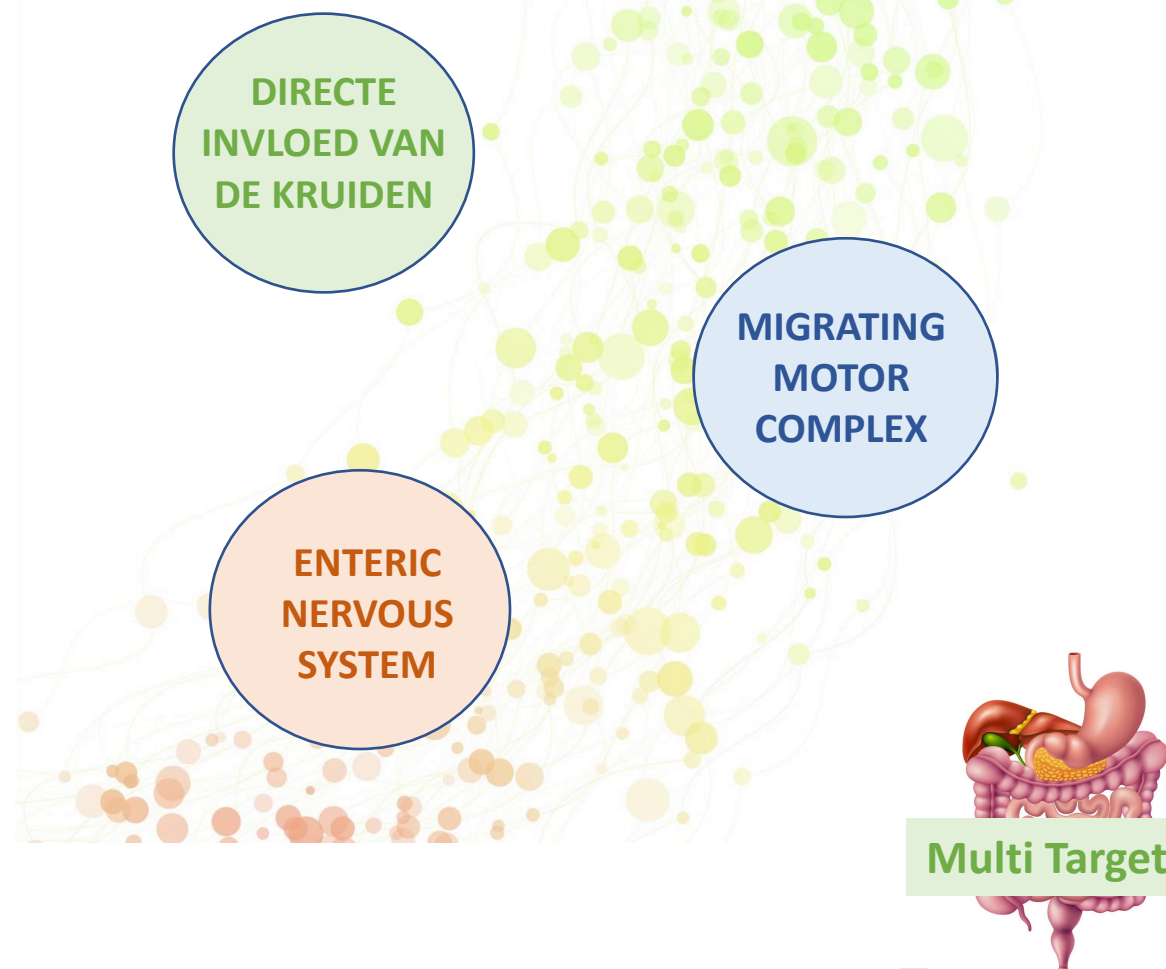 DIRECTE
INVLOED VAN
DE KRUIDEN
MIGRATING
MOTOR
COMPLEX
ENTERIC
NERVOUS
SYSTEM
Multi Target